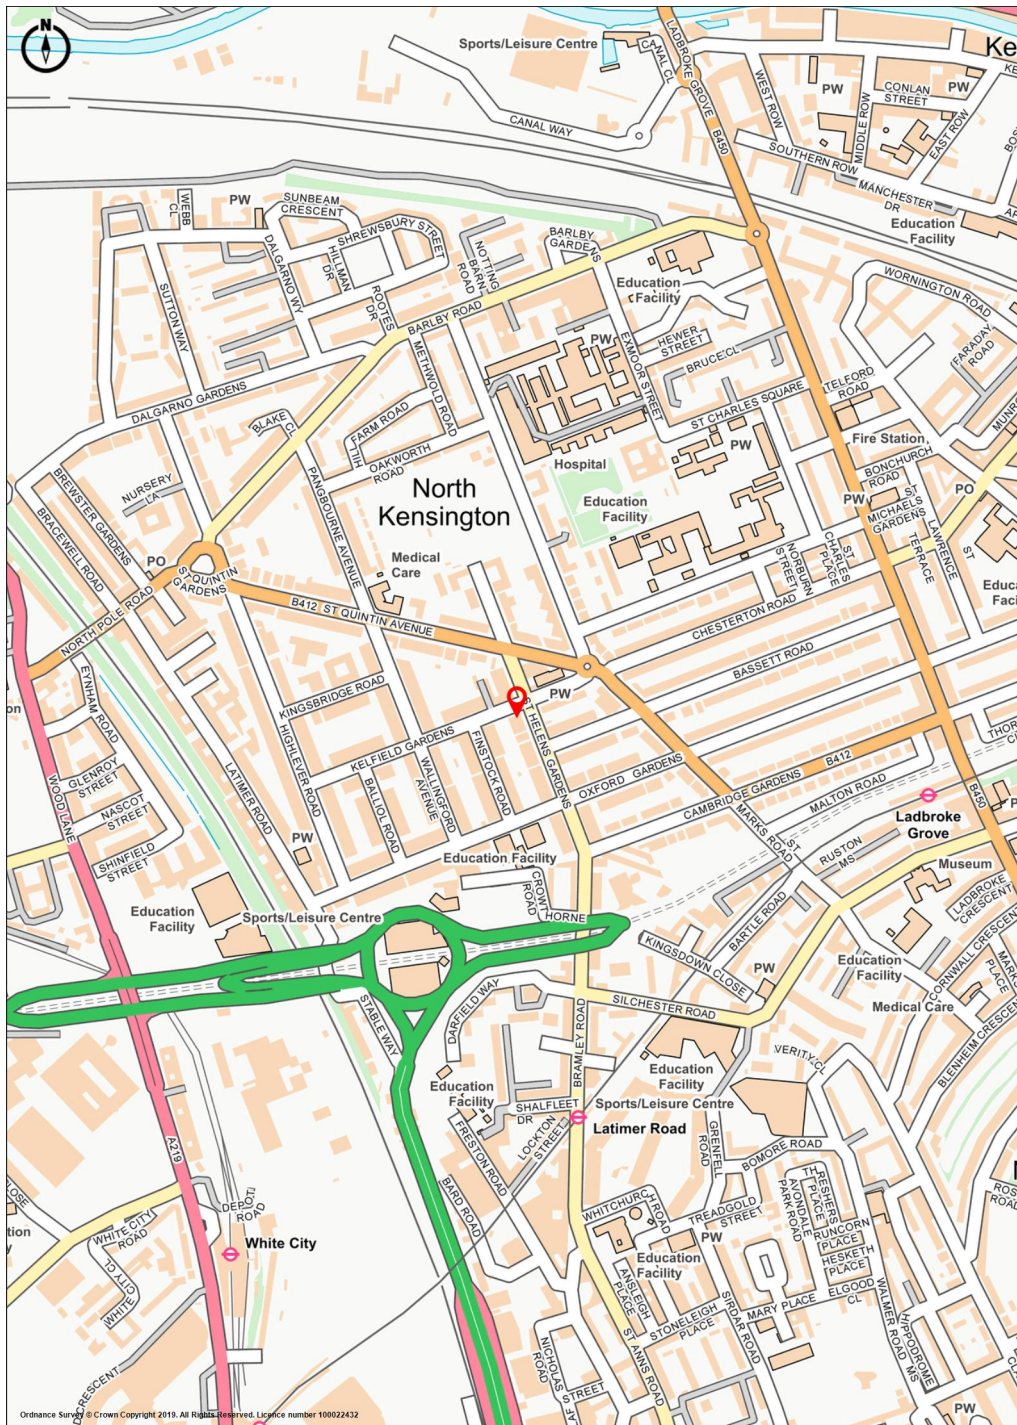 N
Sports/Leisure Centre
CANAL CL
LADBROKE GROVE
B450
Ke
PW
CONLAN
STREET
PW
WEST ROW
MIDDLE ROW
EAST ROW
CANAL WAY
SOUTHERN ROW
MANCHESTER
DR
Education
Facility
WEBB
CL
PW
SUNBEAM
CRESCENT
SHREWSBURY STREET
HILLMAN
DR
DALGARNO WY
NOTTING
BARN
ROAD
BARLBY
GARDENS
SUTTON WAY
ROOTES
DR
BARLBY ROAD
Education
Facility
WORNINGTON ROAD
FARADAY
ROAD
METHWOLD ROAD
PW
EXMOOR STREET
HEWER
STREET
BRUCE CL
TELFORD
ROAD
ST CHARLES SQUARE
DALGARNO GARDENS
BLAKE
CL
HILL
FARM ROAD
OAKWORTH
ROAD
PW
Fire Station
BONCHURCH
ROAD
Hospital
BREWSTER GARDENS
BRACEWELL ROAD
NURSERY
LA
PANGBOURNE AVENUE
North
Kensington
Education
Facility
PW
ST
MICHAELS
GARDENS
PO
LAWRENCE
TERRACE
ST
Medical
Care
PO
ST QUINTIN
GARDENS
NORTH POLE ROAD
B412
ST QUINTIN AVENUE
NORBURN
STREET
ST
CHARLES
PLACE
CHESTERTON ROAD
BASSETT ROAD
EYNHAM ROAD
KINGSBRIDGE ROAD
PW
ST HELENS GARDENS
KELFIELD GARDENS
FINSTOCK ROAD
HIGHLEVER ROAD
WALLINGFORD
AVENUE
BALLIOL ROAD
OXFORD GARDENS
CAMBRIDGE GARDENS
B412
MALTON ROAD
B450
GLENROY
STREET
NASCOT
STREET
SHINFIELD
STREET
WOOD LANE
LATIMER ROAD
Ladbroke
Grove
PW
ST
MARKS ROAD
RUSTON
MS
Museum
Education Facility
CROWT
ROAD
HORNE
LADBROKE
CRESCENT
Education
Facility
Sports/Leisure Centre
BARTLE ROAD
KINGSDOWN CLOSE
PW
Education
Facility
CORNWALL CRESCENT
Medical Care
STABLE WAY
DARFIELD WAY
SILCHESTER ROAD
BRAMLEY ROAD
VERITY CL
BLENHEIM CRESCENT
Education
Facility
Education
Facility
SHALFLEET
DR
Sports/Leisure Centre
Latimer Road
LOCKTON
STREET
FRESTON ROAD
GRENFELL
ROAD
BOMORE ROAD
A219
BARD ROAD
WHITCHURCH ROAD
TREADGOLD
STREET
THRESHERS
PLACE
AVONDALE
PARK ROAD
RUNCORN
PLACE
HESKETH
PLACE
DEPOT
ROAD
WHITE CITY
ROAD
White City
PW
Education
Facility
WHITE CITY CL
ANSLEIGH
PLACE
STONELEIGH
PLACE
MARY PLACE
ELGOOD
CL
SIRDAR ROAD
WALMER ROAD
HIPPODROME
MS
ST ANNS ROAD
NICHOLAS
ROAD
PW
Ordnance Survey © Crown Copyright 2019. All Rights Reserved. Licence number 100022432